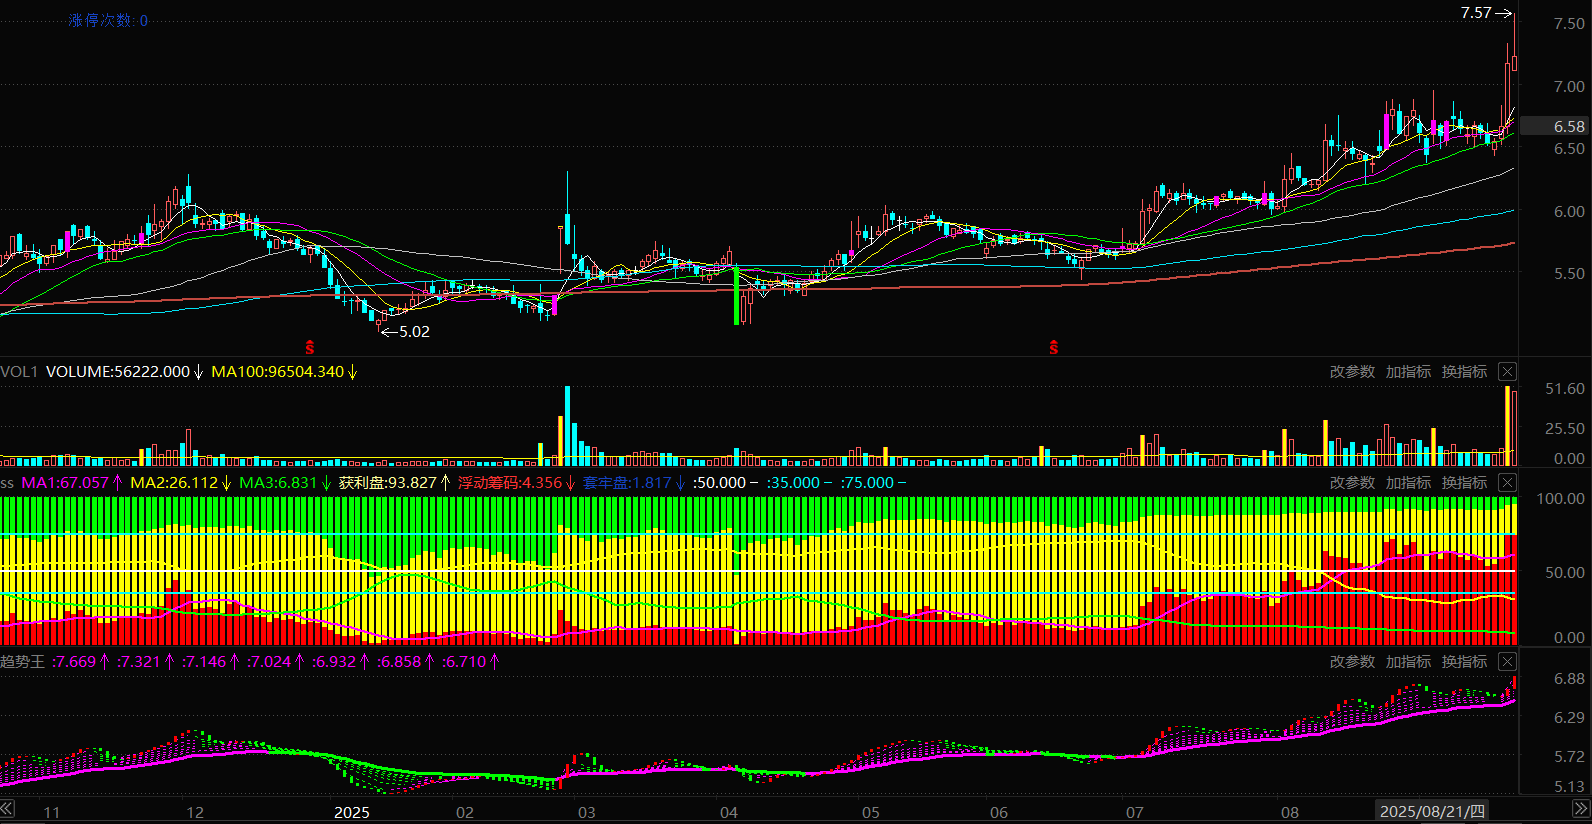 涨停次数: 0
7.57
7.50
7.00
6.58
6.50
6.00
5.50
5.02
S
S
VOL1 VOLUME:56222.000↓ MA100:96504.340↓ 改参数 加指标 换指标
51.60
25.50
0.00
ss MA1:67.057↑ MA2:26.112↓ MA3:6.831↓ 获利盘:93.827↑ 浮动筹码:4.356↓ 套牢盘:1.817↓ :50.000− :35.000− :75.000− 改参数 加指标 换指标
100.00
50.00
0.00
趋势王 :7.669↑ :7.321↑ :7.146↑ :7.024↑ :6.932↑ :6.858↑ :6.710↑ 改参数 加指标 换指标
6.88
6.29
5.72
5.13
11 12 2025 02 03 04 05 06 07 08 2025/08/21/四